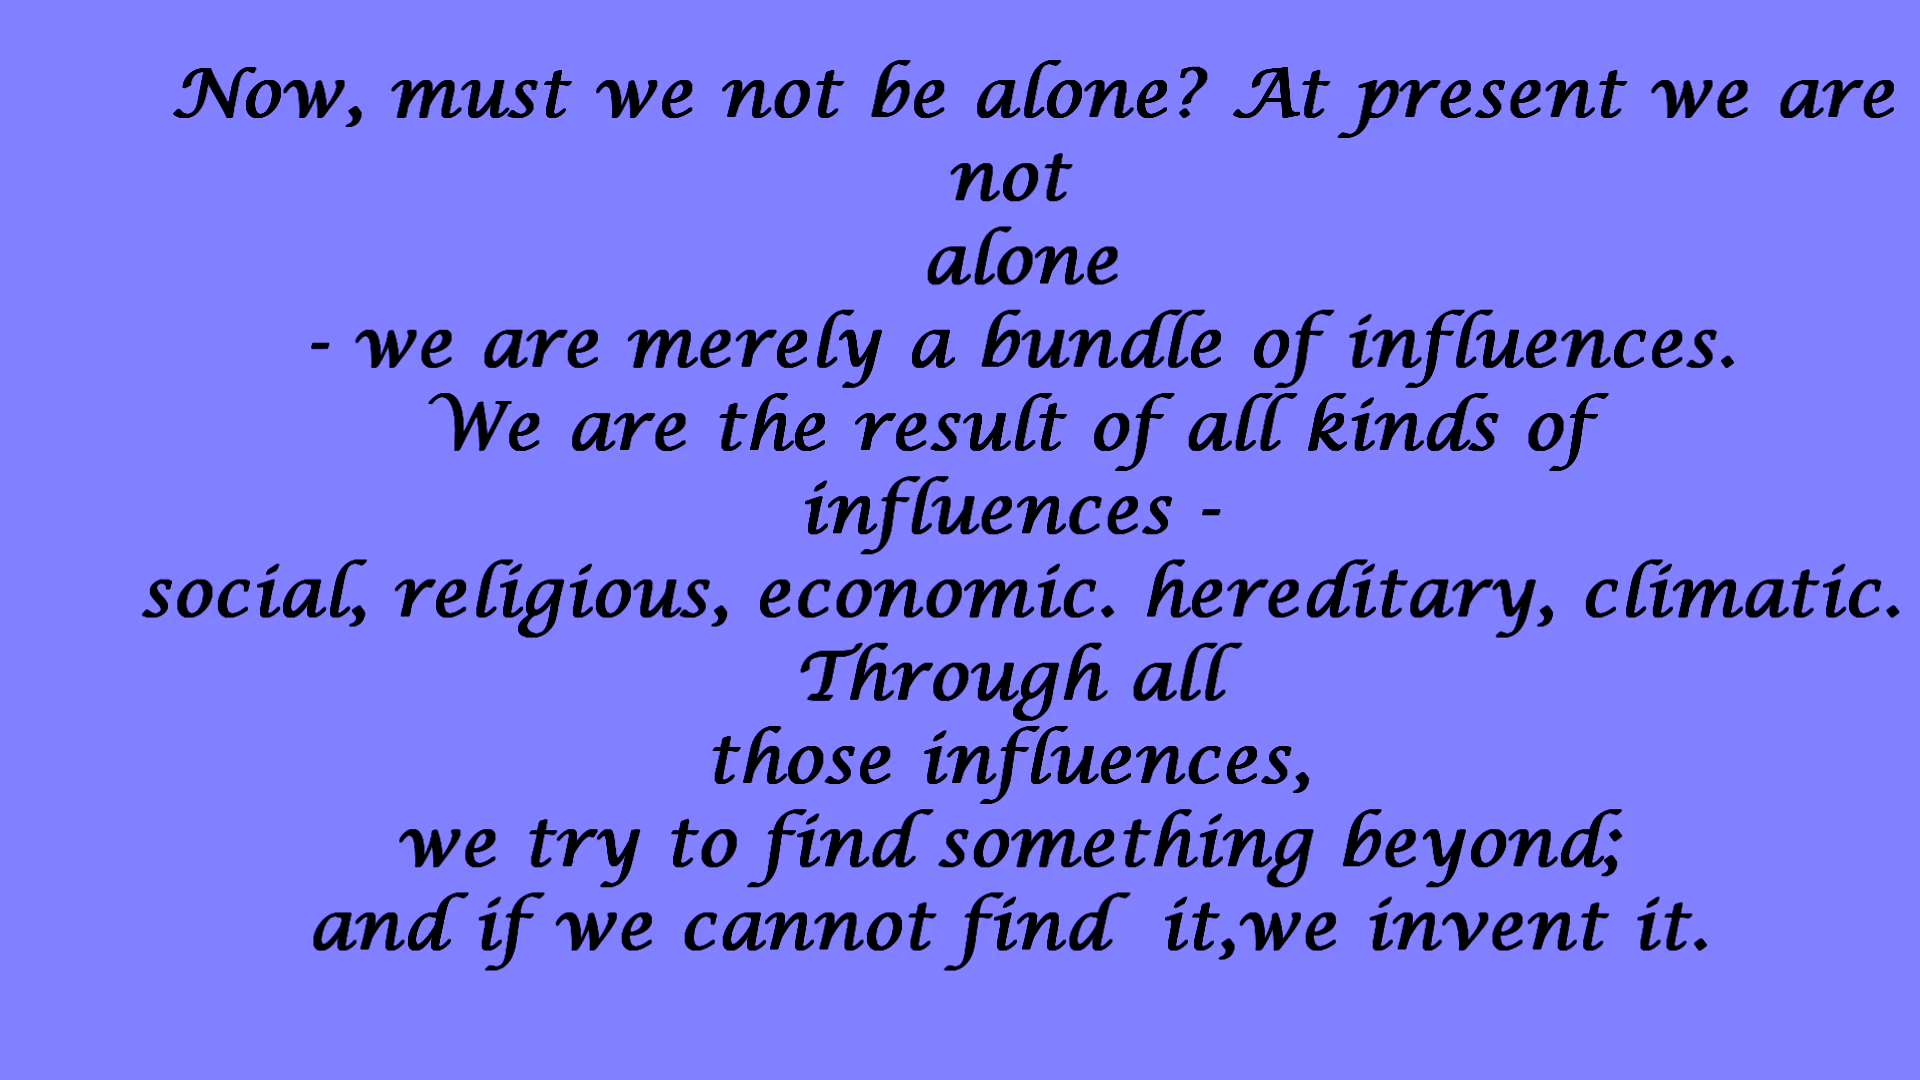 Now, must we not be alone? At present we are
not
alone
- we are merely a bundle of influences.
We are the result of all kinds of
influences -
social, religious, economic. hereditary, climatic.
Through all
those influences,
we try to find something beyond;
and if we cannot find  it,we invent it.